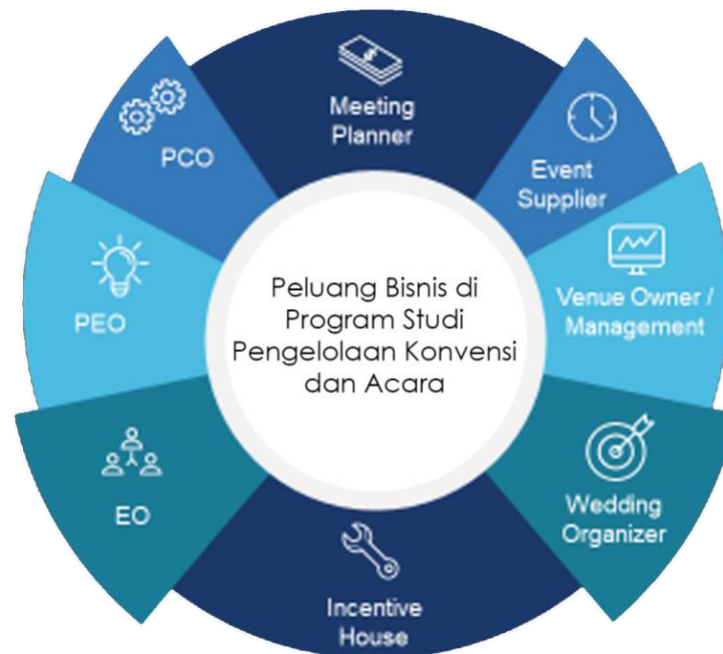 Meeting
Planner
Event
Supplier
Venue Owner /
Management
Wedding
Organizer
Incentive
House
EO
PEO
PCO
Peluang Bisnis di
Program Studi
Pengelolaan Konvensi
dan Acara